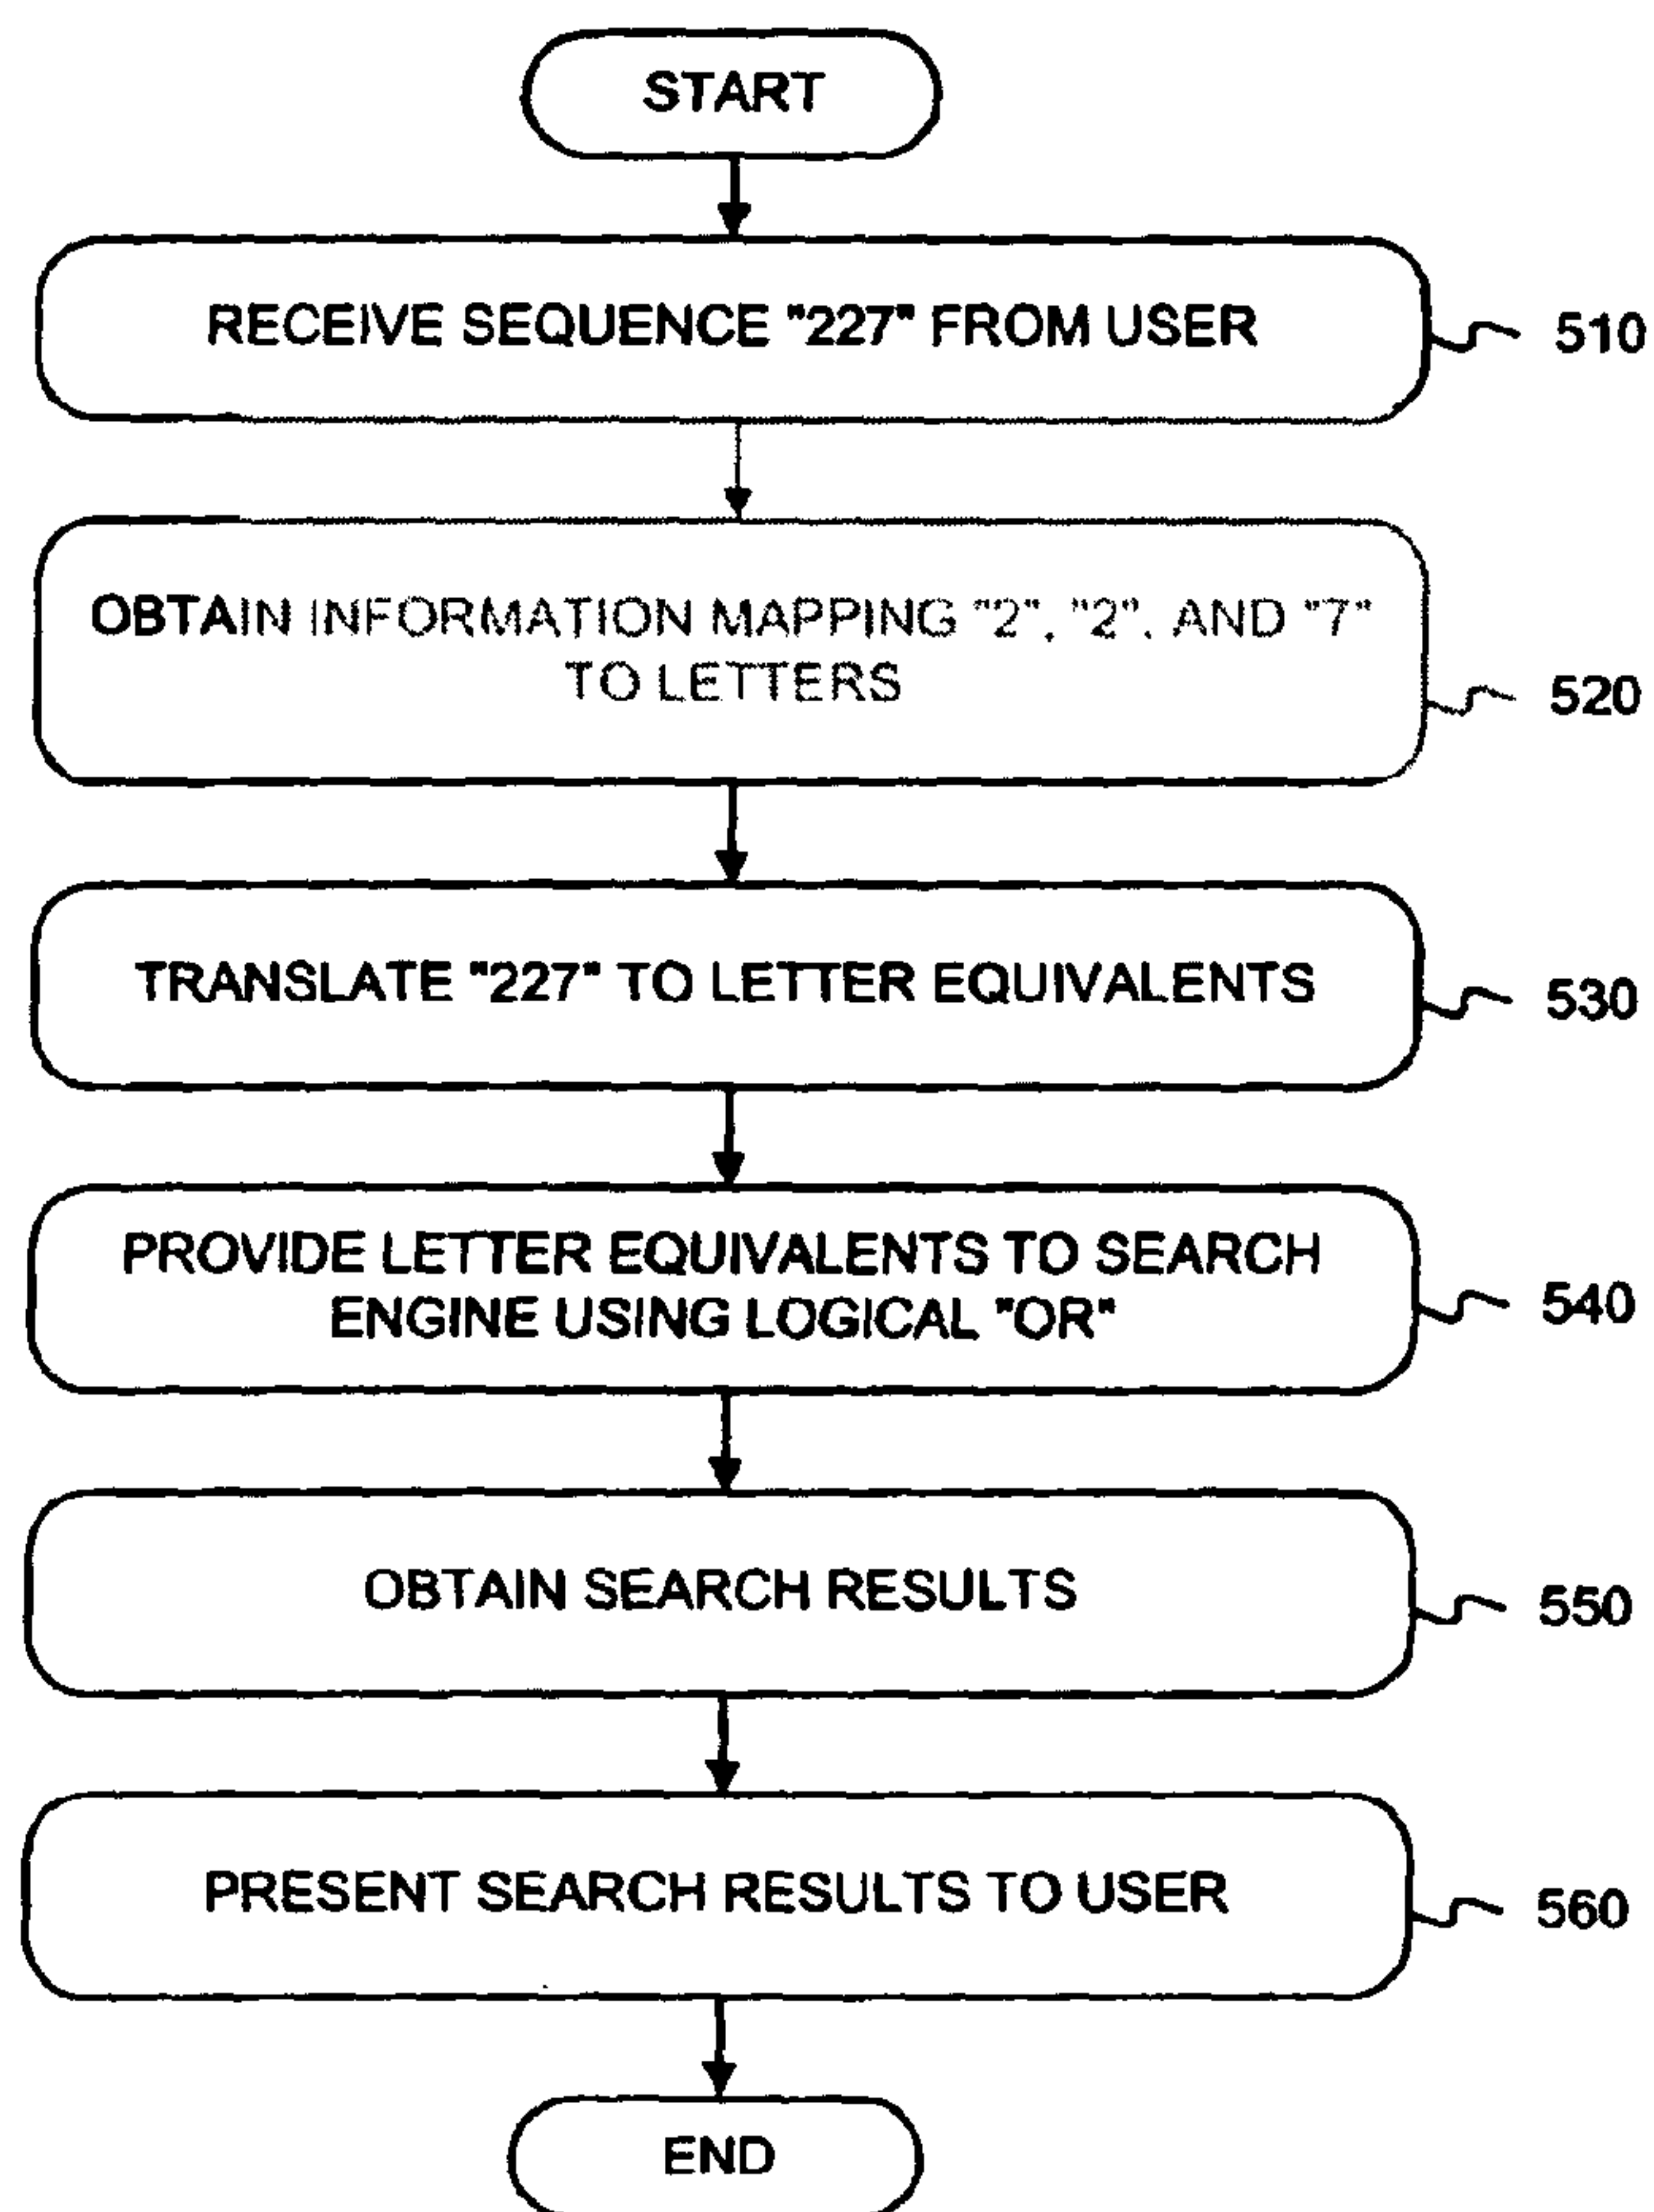 START
RECEIVE SEQUENCE "227" FROM USER
510
OBTAIN INFORMATION MAPPING "2", "2", AND "7"
TO LETTERS
520
TRANSLATE "227" TO LETTER EQUIVALENTS
530
PROVIDE LETTER EQUIVALENTS TO SEARCH
ENGINE USING LOGICAL "OR"
540
OBTAIN SEARCH RESULTS
550
PRESENT SEARCH RESULTS TO USER
560
END